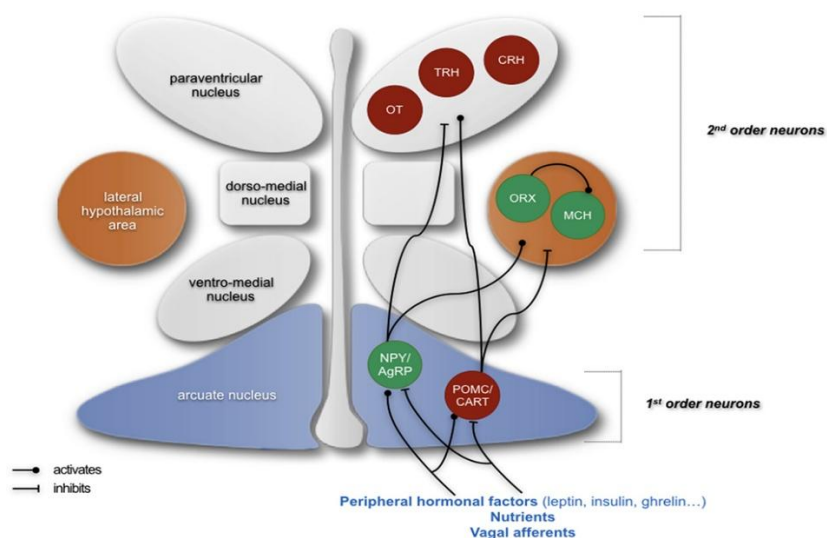 paraventricular
nucleus
OT
TRH
CRH
2nd order neurons
lateral
hypothalamic
area
dorso-medial
nucleus
ORX
MCH
ventro-medial
nucleus
arcuate nucleus
NPY/
AgRP
POMC/
CART
1st order neurons
activates
inhibits
Peripheral hormonal factors (leptin, insulin, ghrelin...)
Nutrients
Vagal afferents